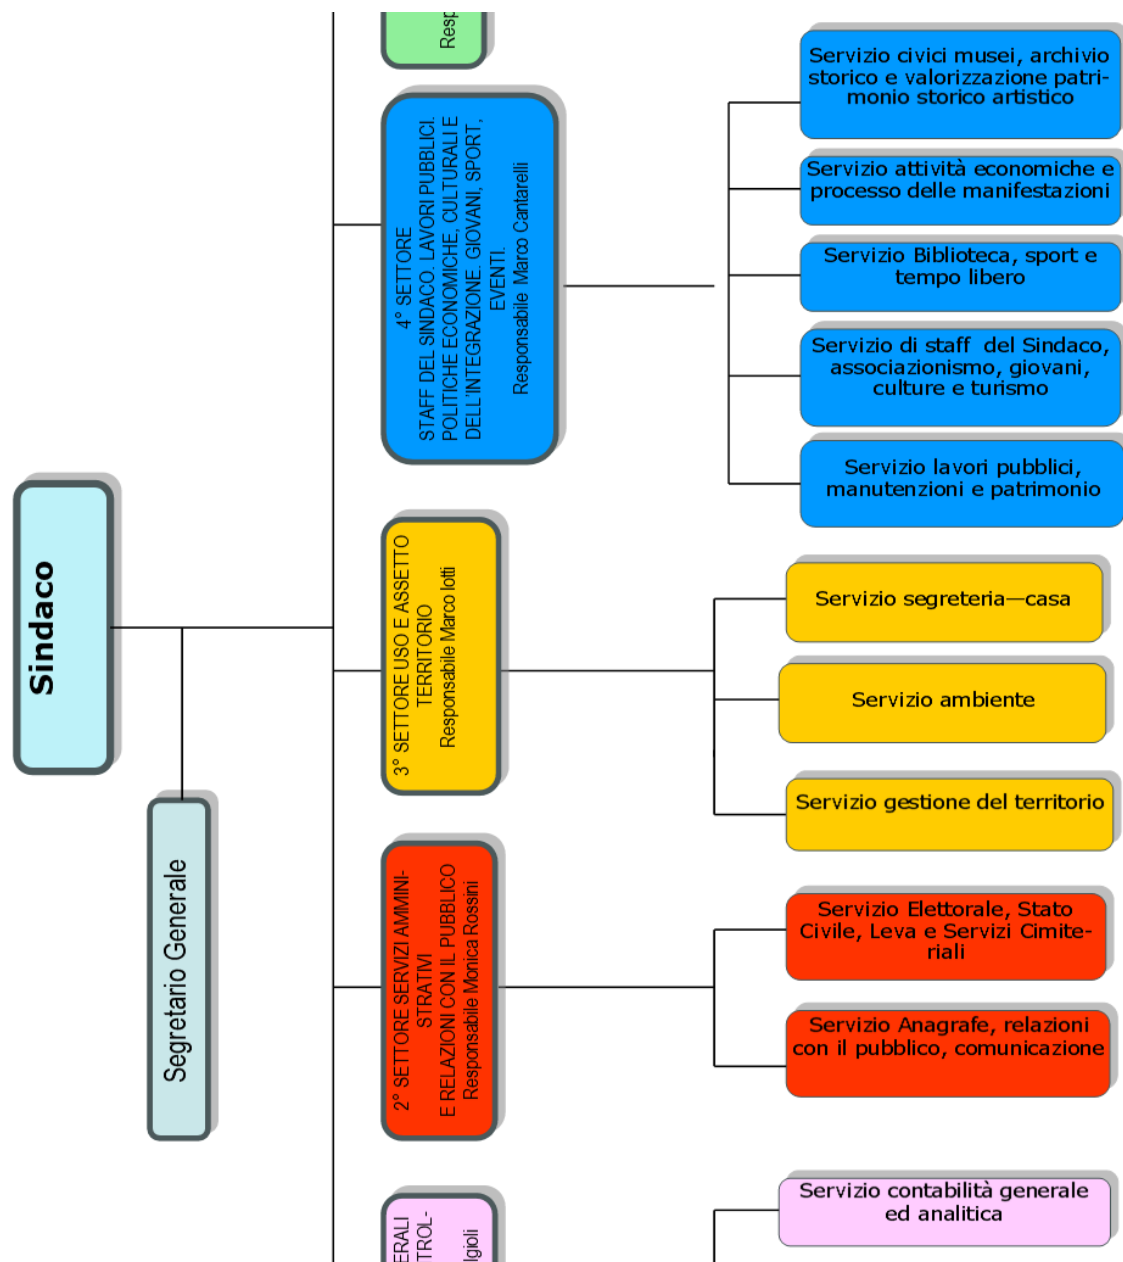 Sindaco
Segretario Generale
4° SETTORE
STAFF DEL SINDACO. LAVORI PUBBLICI.
POLITICHE ECONOMICHE, CULTURALI E
DELL'INTEGRAZIONE. GIOVANI, SPORT,
EVENTI.
Responsabile Marco Cantarelli
Servizio civici musei, archivio
storico e valorizzazione patri-
monio storico artistico
Servizio attività economiche e
processo delle manifestazioni
Servizio Biblioteca, sport e
tempo libero
Servizio di staff del Sindaco,
associazionismo, giovani,
culture e turismo
Servizio lavori pubblici,
manutenzioni e patrimonio
3° SETTORE USO E ASSETTO
TERRITORIO
Responsabile Marco Iotti
Servizio segreteria—casa
Servizio ambiente
Servizio gestione del territorio
2° SETTORE SERVIZI AMMINI-
STRATIVI
E RELAZIONI CON IL PUBBLICO
Responsabile Monica Rossini
Servizio Elettorale, Stato
Civile, Leva e Servizi Cimite-
riali
Servizio Anagrafe, relazioni
con il pubblico, comunicazione
Servizio contabilità generale
ed analitica